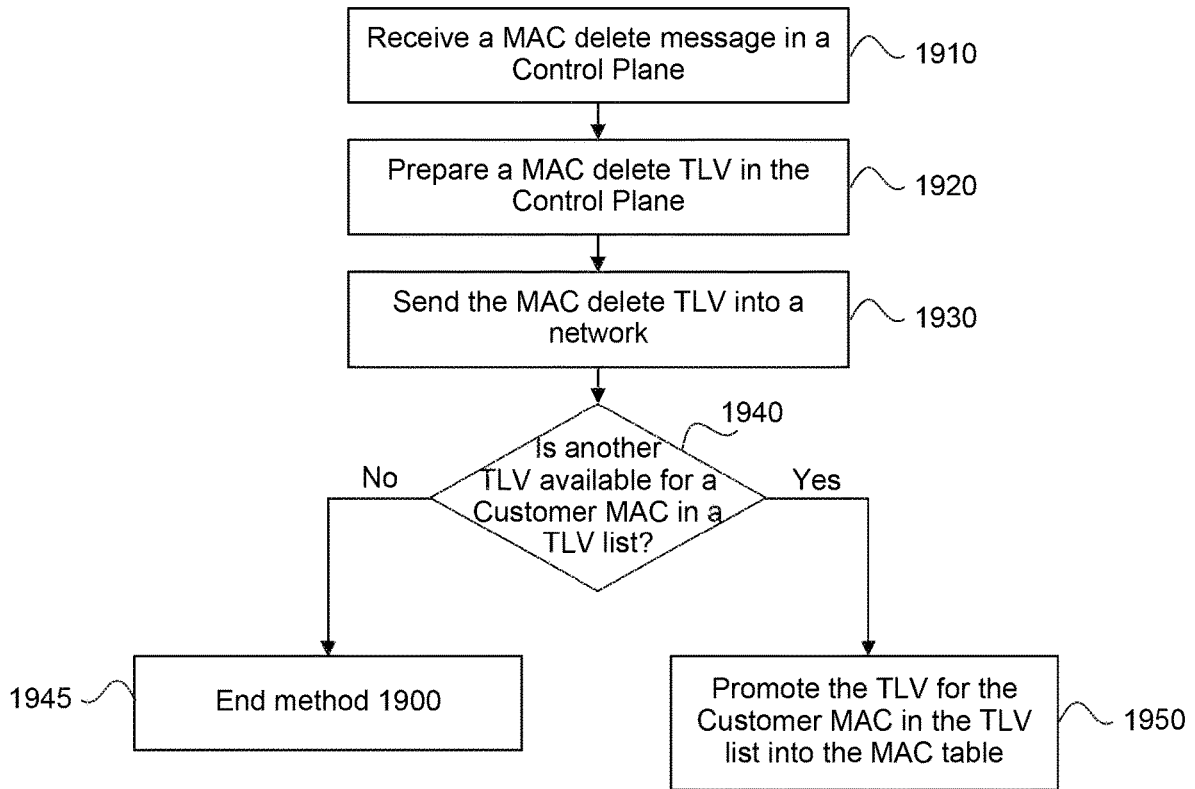 Receive a MAC delete message in a
Control Plane
1910
Prepare a MAC delete TLV in the
Control Plane
1920
Send the MAC delete TLV into a
network
1930
1940
Is another
TLV available for a
Customer MAC in a
TLV list?
No
Yes
1945
End method 1900
Promote the TLV for the
Customer MAC in the TLV
list into the MAC table
1950